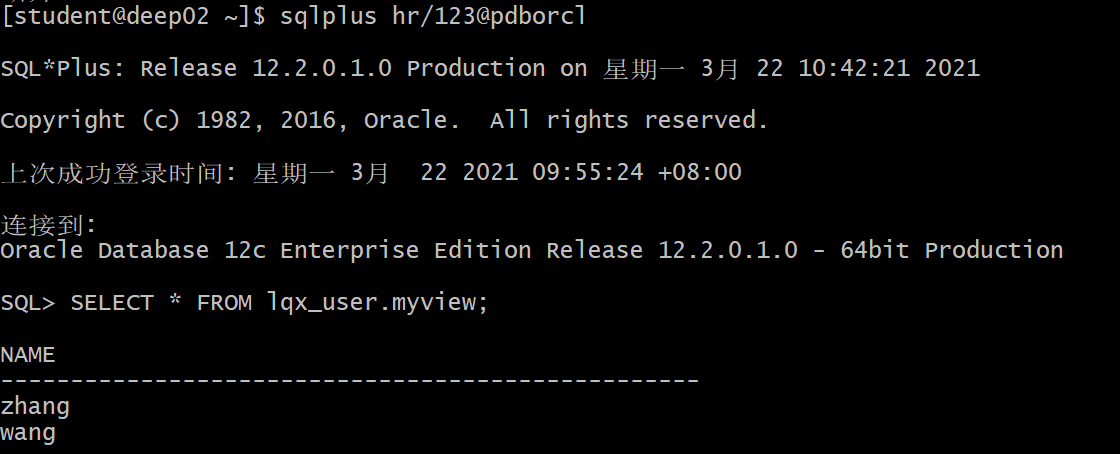 [student@deep02 ~]$ sqlplus hr/123@pdborcl
SQL*Plus: Release 12.2.0.1.0 Production on 星期一 3月 22 10:42:21 2021
Copyright (c) 1982, 2016, Oracle.  All rights reserved.
上次成功登录时间: 星期一 3月  22 2021 09:55:24 +08:00
连接到:
Oracle Database 12c Enterprise Edition Release 12.2.0.1.0 - 64bit Production
SQL> SELECT * FROM lqx_user.myview;
NAME
--------------------------------------------------
zhang
wang